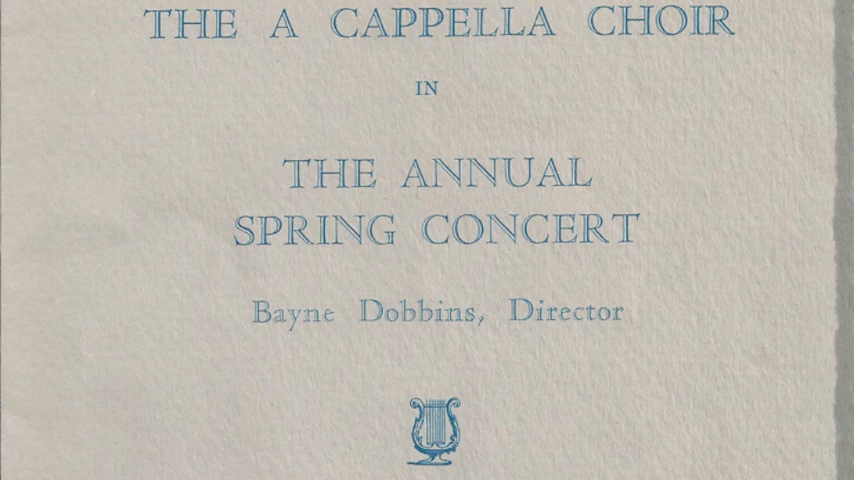 THE A CAPPELLA CHOIR
IN
THE ANNUAL
SPRING CONCERT
Bayne Dobbins, Director